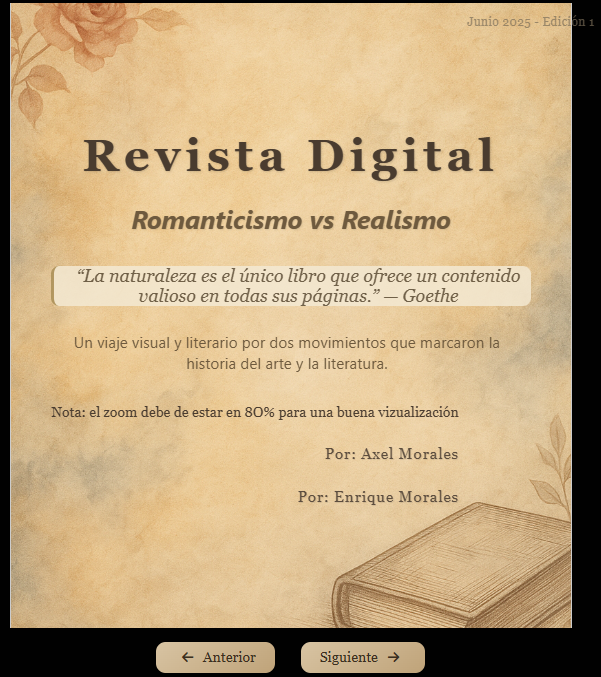 Junio 2025 - Edición 1
Revista Digital
Romanticismo vs Realismo
“La naturaleza es el único libro que ofrece un contenido
valioso en todas sus páginas.” — Goethe
Un viaje visual y literario por dos movimientos que marcaron la
historia del arte y la literatura.
Nota: el zoom debe de estar en 80% para una buena vizualización
Por: Axel Morales
Por: Enrique Morales
← Anterior
Siguiente →